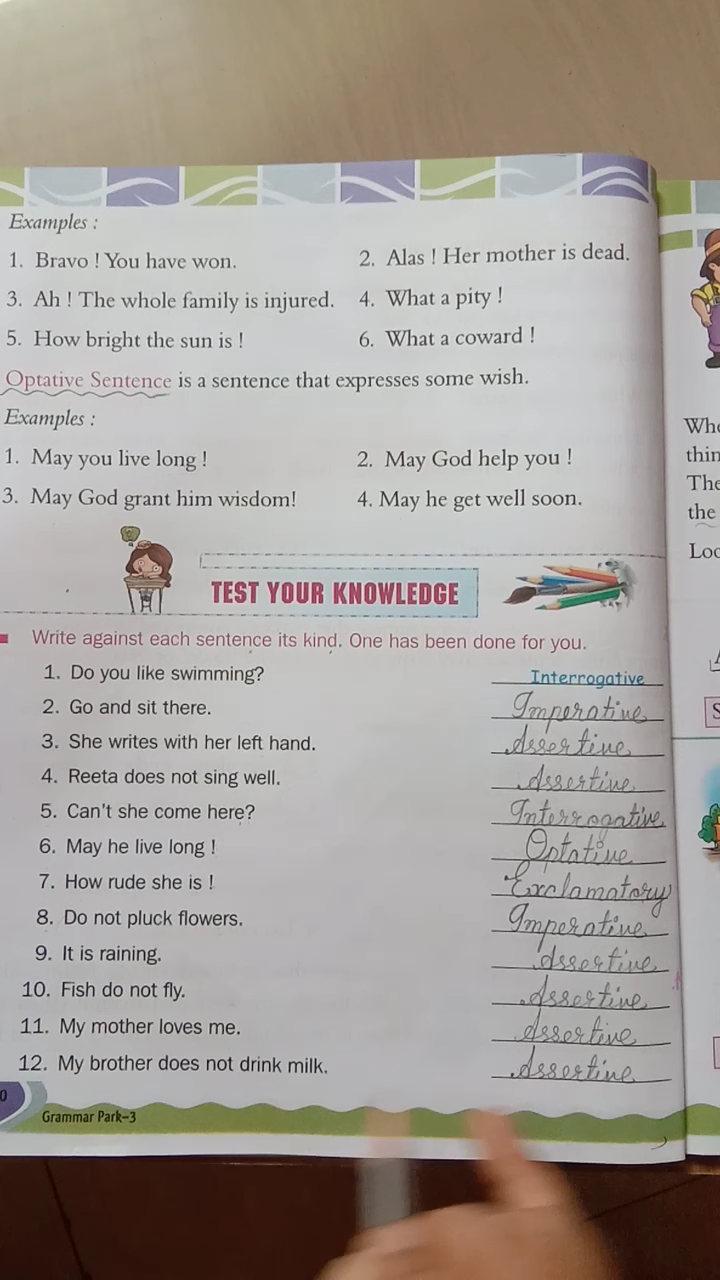 Examples :
1. Bravo ! You have won.
2. Alas ! Her mother is dead.
3. Ah ! The whole family is injured.
4. What a pity !
5. How bright the sun is !
6. What a coward !
Optative Sentence is a sentence that expresses some wish.
Examples :
1. May you live long !
2. May God help you !
3. May God grant him wisdom!
4. May he get well soon.
TEST YOUR KNOWLEDGE
Write against each sentence its kind. One has been done for you.
1. Do you like swimming? Interrogative
2. Go and sit there. Imperative
3. She writes with her left hand. Assertive
4. Reeta does not sing well. Assertive
5. Can't she come here? Interrogative
6. May he live long ! Optative
7. How rude she is ! Exclamatory
8. Do not pluck flowers. Imperative
9. It is raining. Assertive
10. Fish do not fly. Assertive
11. My mother loves me. Assertive
12. My brother does not drink milk. Assertive
Grammar Park–3
The
the